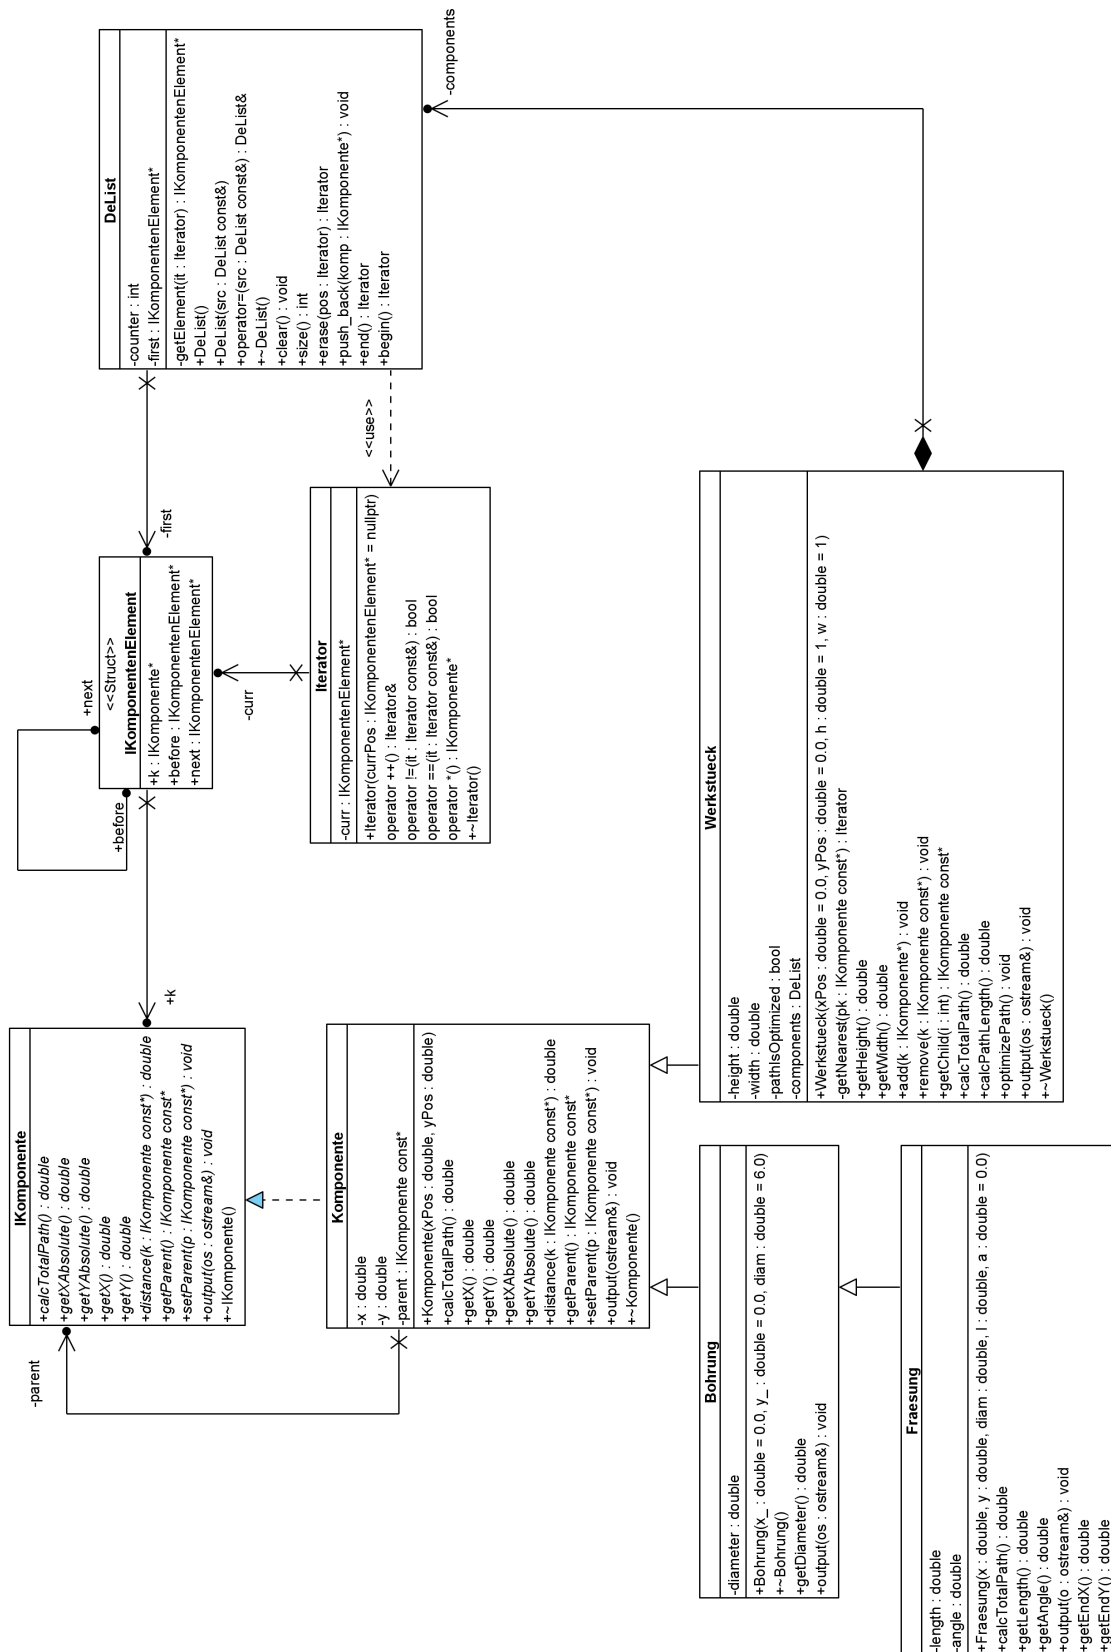 IKomponente
+calcTotalPath() : double
+getXAbsolute() : double
+getYAbsolute() : double
+getX() : double
+getY() : double
+distance(k : IKomponente const*) : double
+getParent() : IKomponente const*
+setParent(p : IKomponente const*) : void
+output(os : ostream&) : void
+~IKomponente()
-parent
+k
+before
+next
<<Struct>>
IKomponentenElement
+k : IKomponente*
+before : IKomponentenElement*
+next : IKomponentenElement*
-first
-curr
DeList
-counter : int
-first : IKomponentenElement*
-getElement(it : Iterator) : IKomponentenElement*
+DeList()
+DeList(src : DeList const&)
+operator=(src : DeList const&) : DeList&
+~DeList()
+clear() : void
+size() : int
+erase(pos : Iterator) : Iterator
+push_back(komp : IKomponente*) : void
+end() : Iterator
+begin() : Iterator
<<use>>
-components
Komponente
-x : double
-y : double
-parent : IKomponente const*
+Komponente(xPos : double, yPos : double)
+calcTotalPath() : double
+getX() : double
+getY() : double
+getXAbsolute() : double
+getYAbsolute() : double
+distance(k : IKomponente const*) : double
+getParent() : IKomponente const*
+setParent(p : IKomponente const*) : void
+output(ostream&) : void
+~Komponente()
Iterator
-curr : IKomponentenElement*
+Iterator(currPos : IKomponentenElement* = nullptr)
operator ++() : Iterator&
operator !=(it : Iterator const&) : bool
operator ==(it : Iterator const&) : bool
operator *() : IKomponente*
+~Iterator()
Bohrung
-diameter : double
+Bohrung(x_ : double = 0.0, y_ : double = 0.0, diam : double = 6.0)
+~Bohrung()
+getDiameter() : double
+output(os : ostream&) : void
Werkstueck
-height : double
-width : double
-pathIsOptimized : bool
-components : DeList
+Werkstueck(xPos : double = 0.0, yPos : double = 0.0, h : double = 1, w : double = 1)
-getNearest(pk : IKomponente const*) : Iterator
+getHeight() : double
+getWidth() : double
+add(k : IKomponente*) : void
+remove(k : IKomponente const*) : void
+getChild(i : int) : IKomponente const*
+calcTotalPath() : double
+calcPathLength() : double
+optimizePath() : void
+output(os : ostream&) : void
+~Werkstueck()
Fraesung
-length : double
-angle : double
+Fraesung(x : double, y : double, diam : double, l : double, a : double = 0.0)
+calcTotalPath() : double
+getLength() : double
+getAngle() : double
+output(o : ostream&) : void
+getEndX() : double
+getEndY() : double